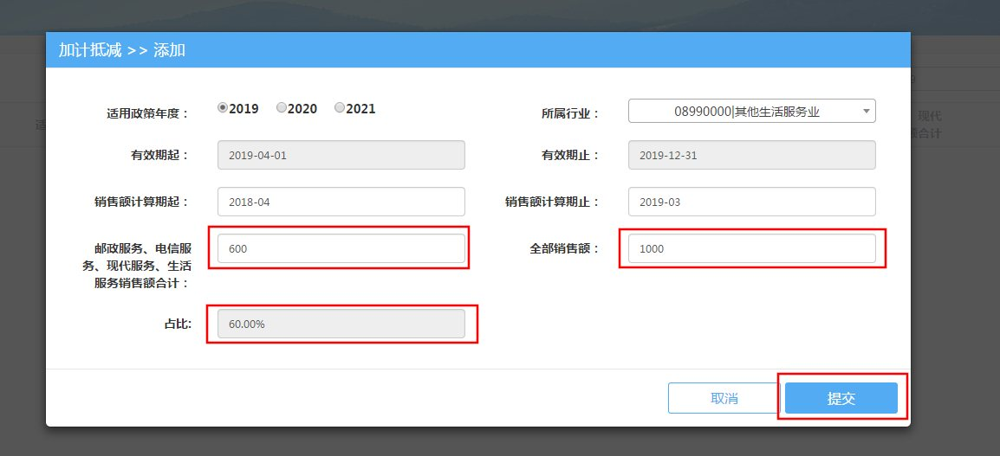 加计抵减 >> 添加
适用政策年度：
2019 2020 2021
所属行业：
08990000|其他生活服务业
有效期起：
2019-04-01
有效期止：
2019-12-31
销售额计算期起：
2018-04
销售额计算期止：
2019-03
邮政服务、电信服
务、现代服务、生活
服务销售额合计：
600
全部销售额：
1000
占比:
60.00%
取消
提交
适
现代
额合计